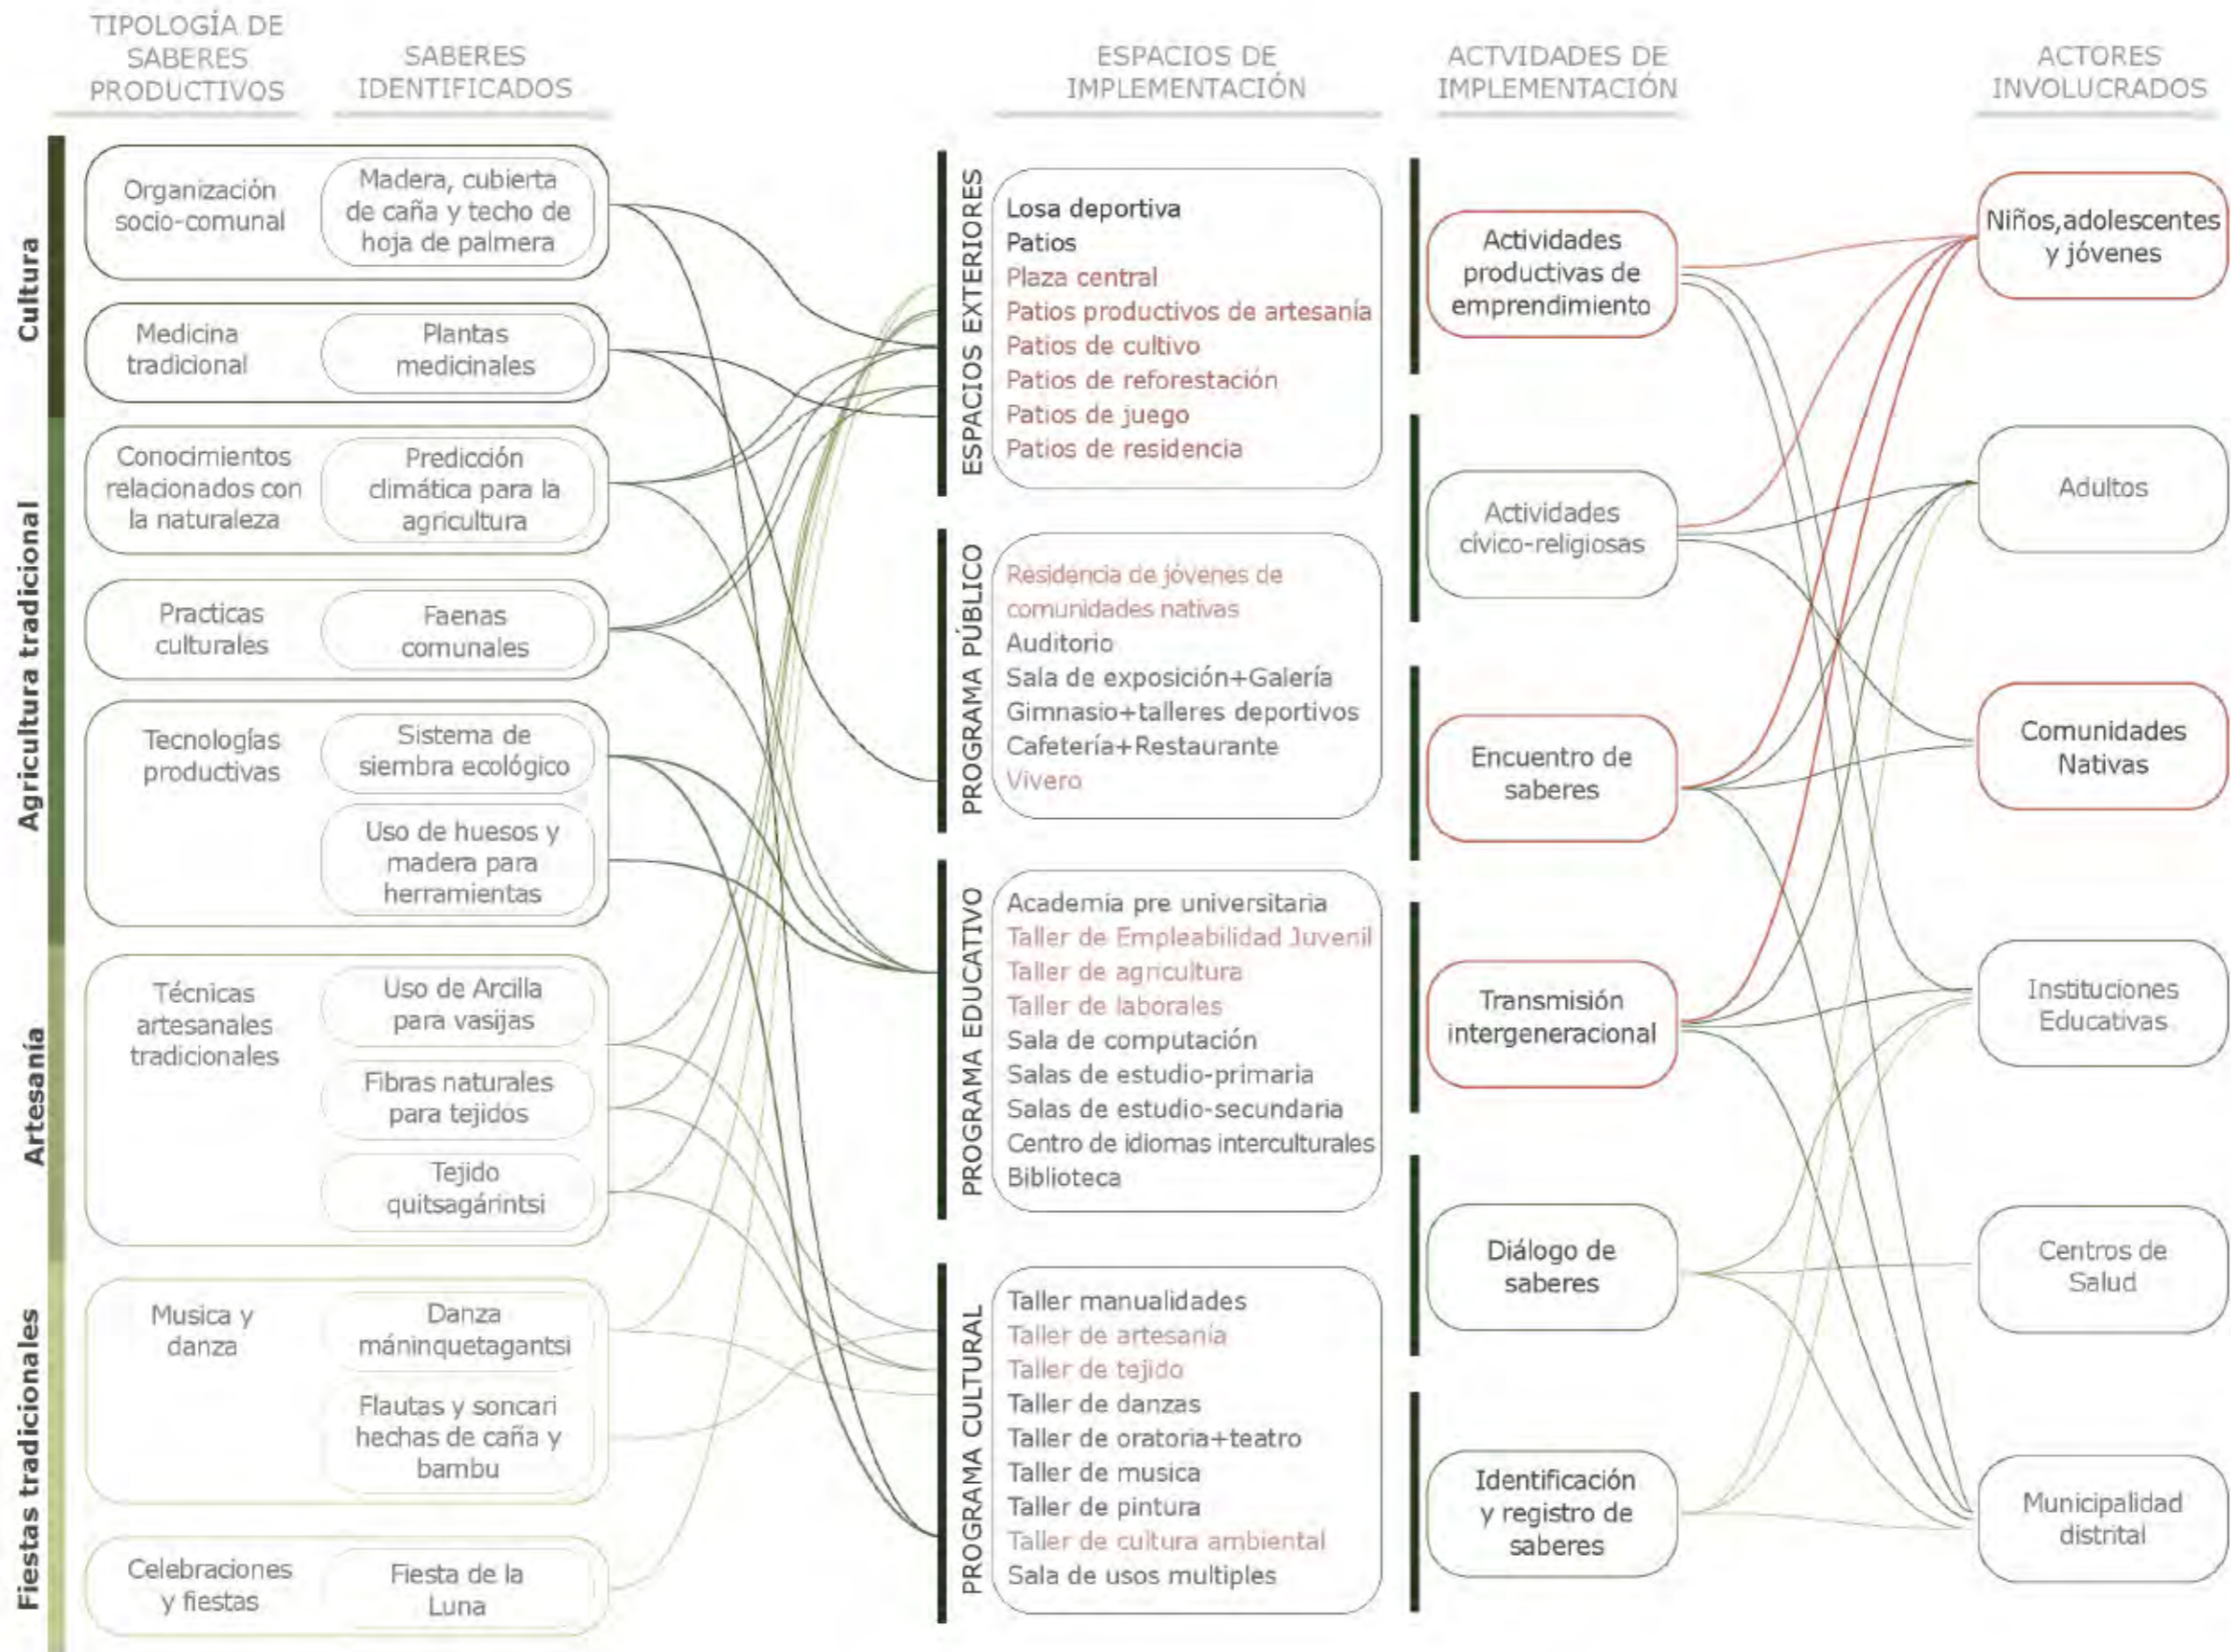 TIPOLOGÍA DE
SABERES
PRODUCTIVOS
SABERES
IDENTIFICADOS
ESPACIOS DE
IMPLEMENTACIÓN
ACTVIDADES DE
IMPLEMENTACIÓN
ACTORES
INVOLUCRADOS
Cultura
Organización
socio-comunal
Madera, cubierta
de caña y techo de
hoja de palmera
Medicina
tradicional
Plantas
medicinales
Agricultura tradicional
Conocimientos
relacionados con
la naturaleza
Predicción
climática para la
agricultura
Practicas
culturales
Faenas
comunales
Tecnologías
productivas
Sistema de
siembra ecológico
Uso de huesos y
madera para
herramientas
Artesanía
Técnicas
artesanales
tradicionales
Uso de Arcilla
para vasijas
Fibras naturales
para tejidos
Tejido
quitsagárintsi
Fiestas tradicionales
Musica y
danza
Danza
máninquetagantsi
Flautas y soncari
hechas de caña y
bambu
Celebraciones
y fiestas
Fiesta de la
Luna
ESPACIOS EXTERIORES
Losa deportiva
Patios
Plaza central
Patios productivos de artesanía
Patios de cultivo
Patios de reforestación
Patios de juego
Patios de residencia
PROGRAMA PÚBLICO
Residencia de jóvenes de
comunidades nativas
Auditorio
Sala de exposición+Galería
Gimnasio+talleres deportivos
Cafetería+Restaurante
Vivero
PROGRAMA EDUCATIVO
Academia pre universitaria
Taller de Empleabilidad Juvenil
Taller de agricultura
Taller de laborales
Sala de computación
Salas de estudio-primaria
Salas de estudio-secundaria
Centro de idiomas interculturales
Biblioteca
PROGRAMA CULTURAL
Taller manualidades
Taller de artesanía
Taller de tejido
Taller de danzas
Taller de oratoria+teatro
Taller de musica
Taller de pintura
Taller de cultura ambiental
Sala de usos multiples
Actividades
productivas de
emprendimiento
Actividades
cívico-religiosas
Encuentro de
saberes
Transmisión
intergeneracional
Diálogo de
saberes
Identificación
y registro de
saberes
Niños,adolescentes
y jóvenes
Adultos
Comunidades
Nativas
Instituciones
Educativas
Centros de
Salud
Municipalidad
distrital